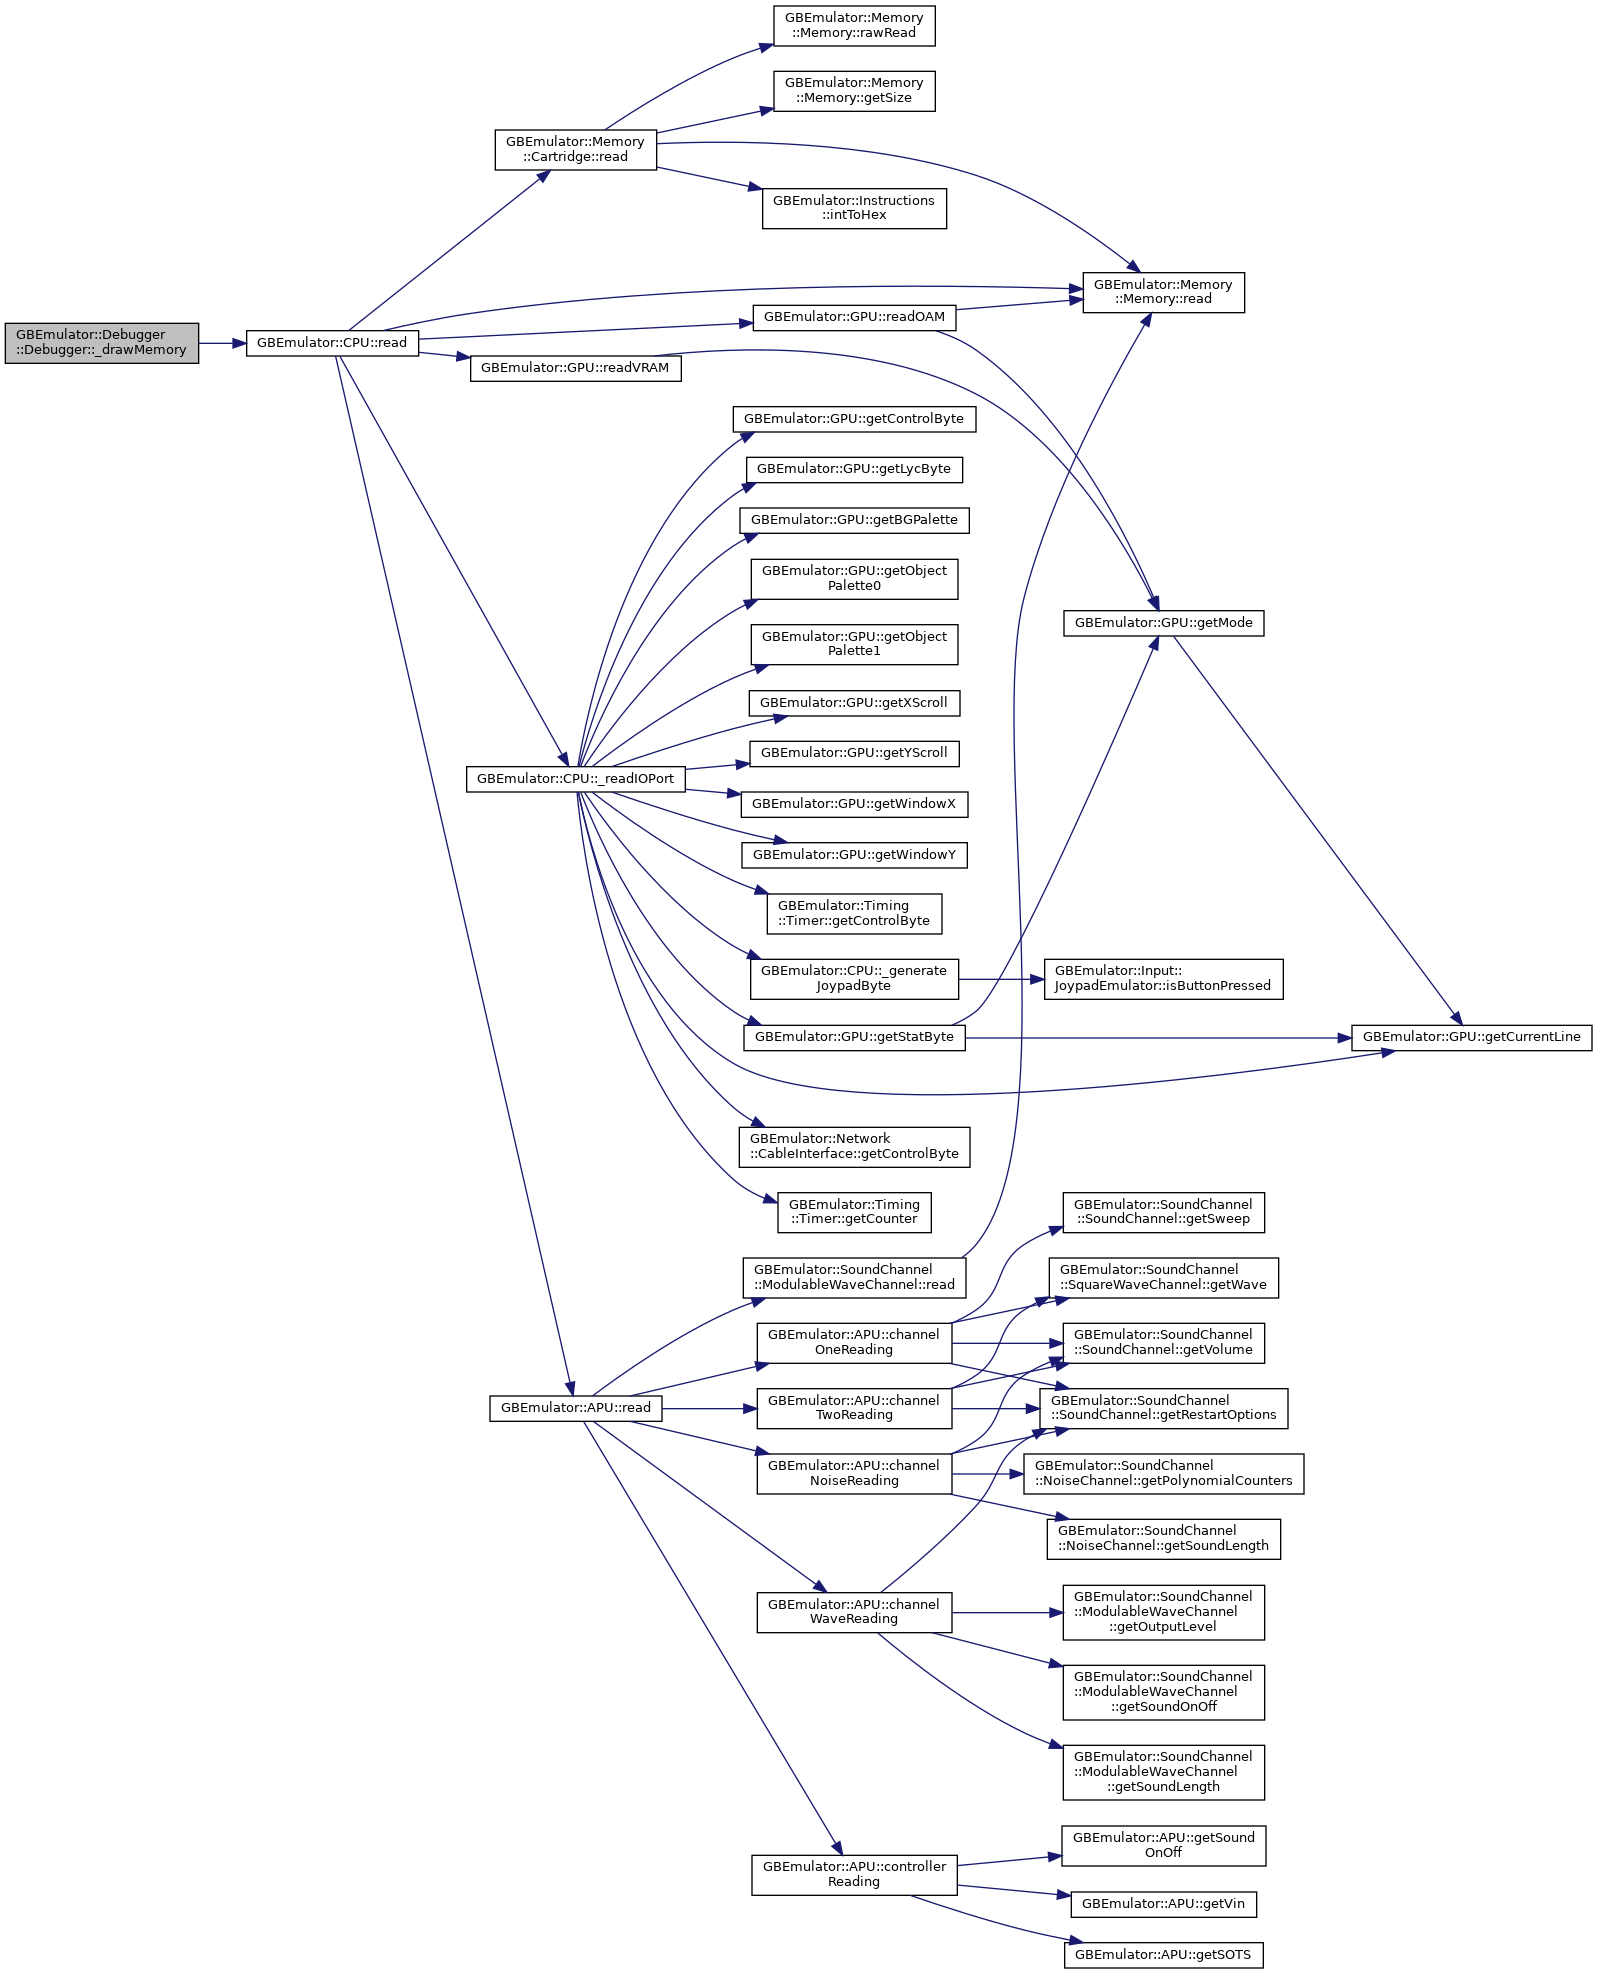 GBEmulator::Debugger
::Debugger::_drawMemory
GBEmulator::CPU::read
GBEmulator::Memory
::Cartridge::read
GBEmulator::Memory
::Memory::rawRead
GBEmulator::Memory
::Memory::getSize
GBEmulator::Instructions
::intToHex
GBEmulator::Memory
::Memory::read
GBEmulator::GPU::readOAM
GBEmulator::GPU::readVRAM
GBEmulator::GPU::getControlByte
GBEmulator::GPU::getLycByte
GBEmulator::GPU::getBGPalette
GBEmulator::GPU::getObject
Palette0
GBEmulator::GPU::getObject
Palette1
GBEmulator::GPU::getMode
GBEmulator::GPU::getXScroll
GBEmulator::GPU::getYScroll
GBEmulator::CPU::_readIOPort
GBEmulator::GPU::getWindowX
GBEmulator::GPU::getWindowY
GBEmulator::Timing
::Timer::getControlByte
GBEmulator::CPU::_generate
JoypadByte
GBEmulator::Input::
JoypadEmulator::isButtonPressed
GBEmulator::GPU::getStatByte
GBEmulator::GPU::getCurrentLine
GBEmulator::Network
::CableInterface::getControlByte
GBEmulator::Timing
::Timer::getCounter
GBEmulator::SoundChannel
::SoundChannel::getSweep
GBEmulator::SoundChannel
::ModulableWaveChannel::read
GBEmulator::SoundChannel
::SquareWaveChannel::getWave
GBEmulator::APU::channel
OneReading
GBEmulator::SoundChannel
::SoundChannel::getVolume
GBEmulator::APU::read
GBEmulator::APU::channel
TwoReading
GBEmulator::SoundChannel
::SoundChannel::getRestartOptions
GBEmulator::APU::channel
NoiseReading
GBEmulator::SoundChannel
::NoiseChannel::getPolynomialCounters
GBEmulator::SoundChannel
::NoiseChannel::getSoundLength
GBEmulator::APU::channel
WaveReading
GBEmulator::SoundChannel
::ModulableWaveChannel
::getOutputLevel
GBEmulator::SoundChannel
::ModulableWaveChannel
::getSoundOnOff
GBEmulator::SoundChannel
::ModulableWaveChannel
::getSoundLength
GBEmulator::APU::controller
Reading
GBEmulator::APU::getSound
OnOff
GBEmulator::APU::getVin
GBEmulator::APU::getSOTS